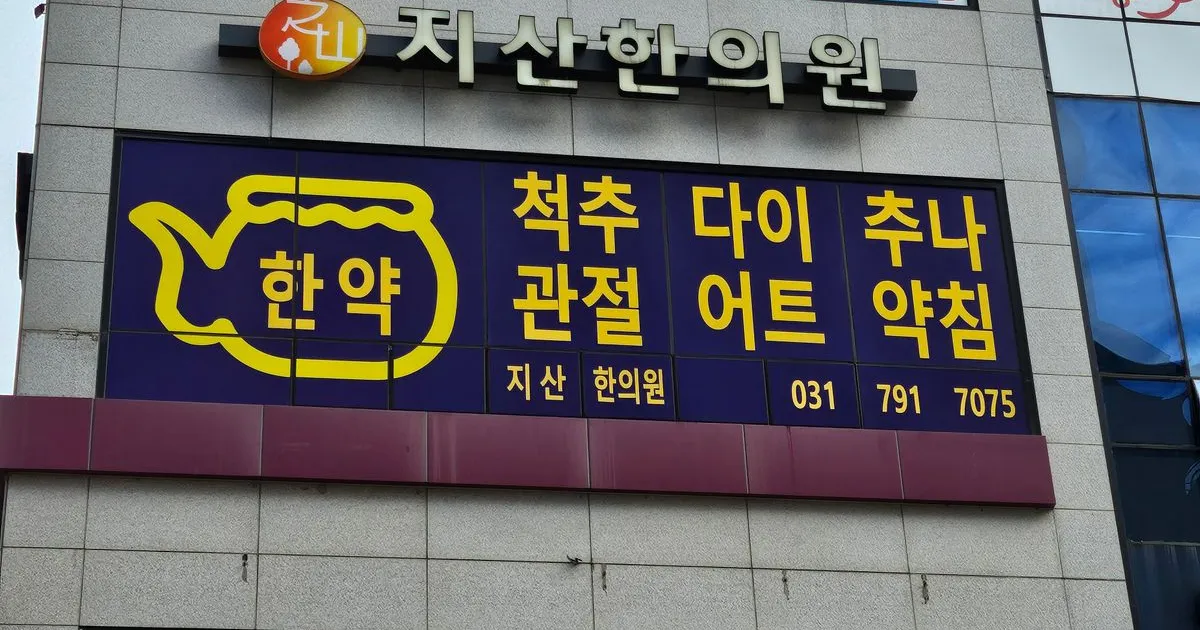 지산한의원
한약
척추 다이 추나
관절 어트 약침
지산 한의원 031 791 7075